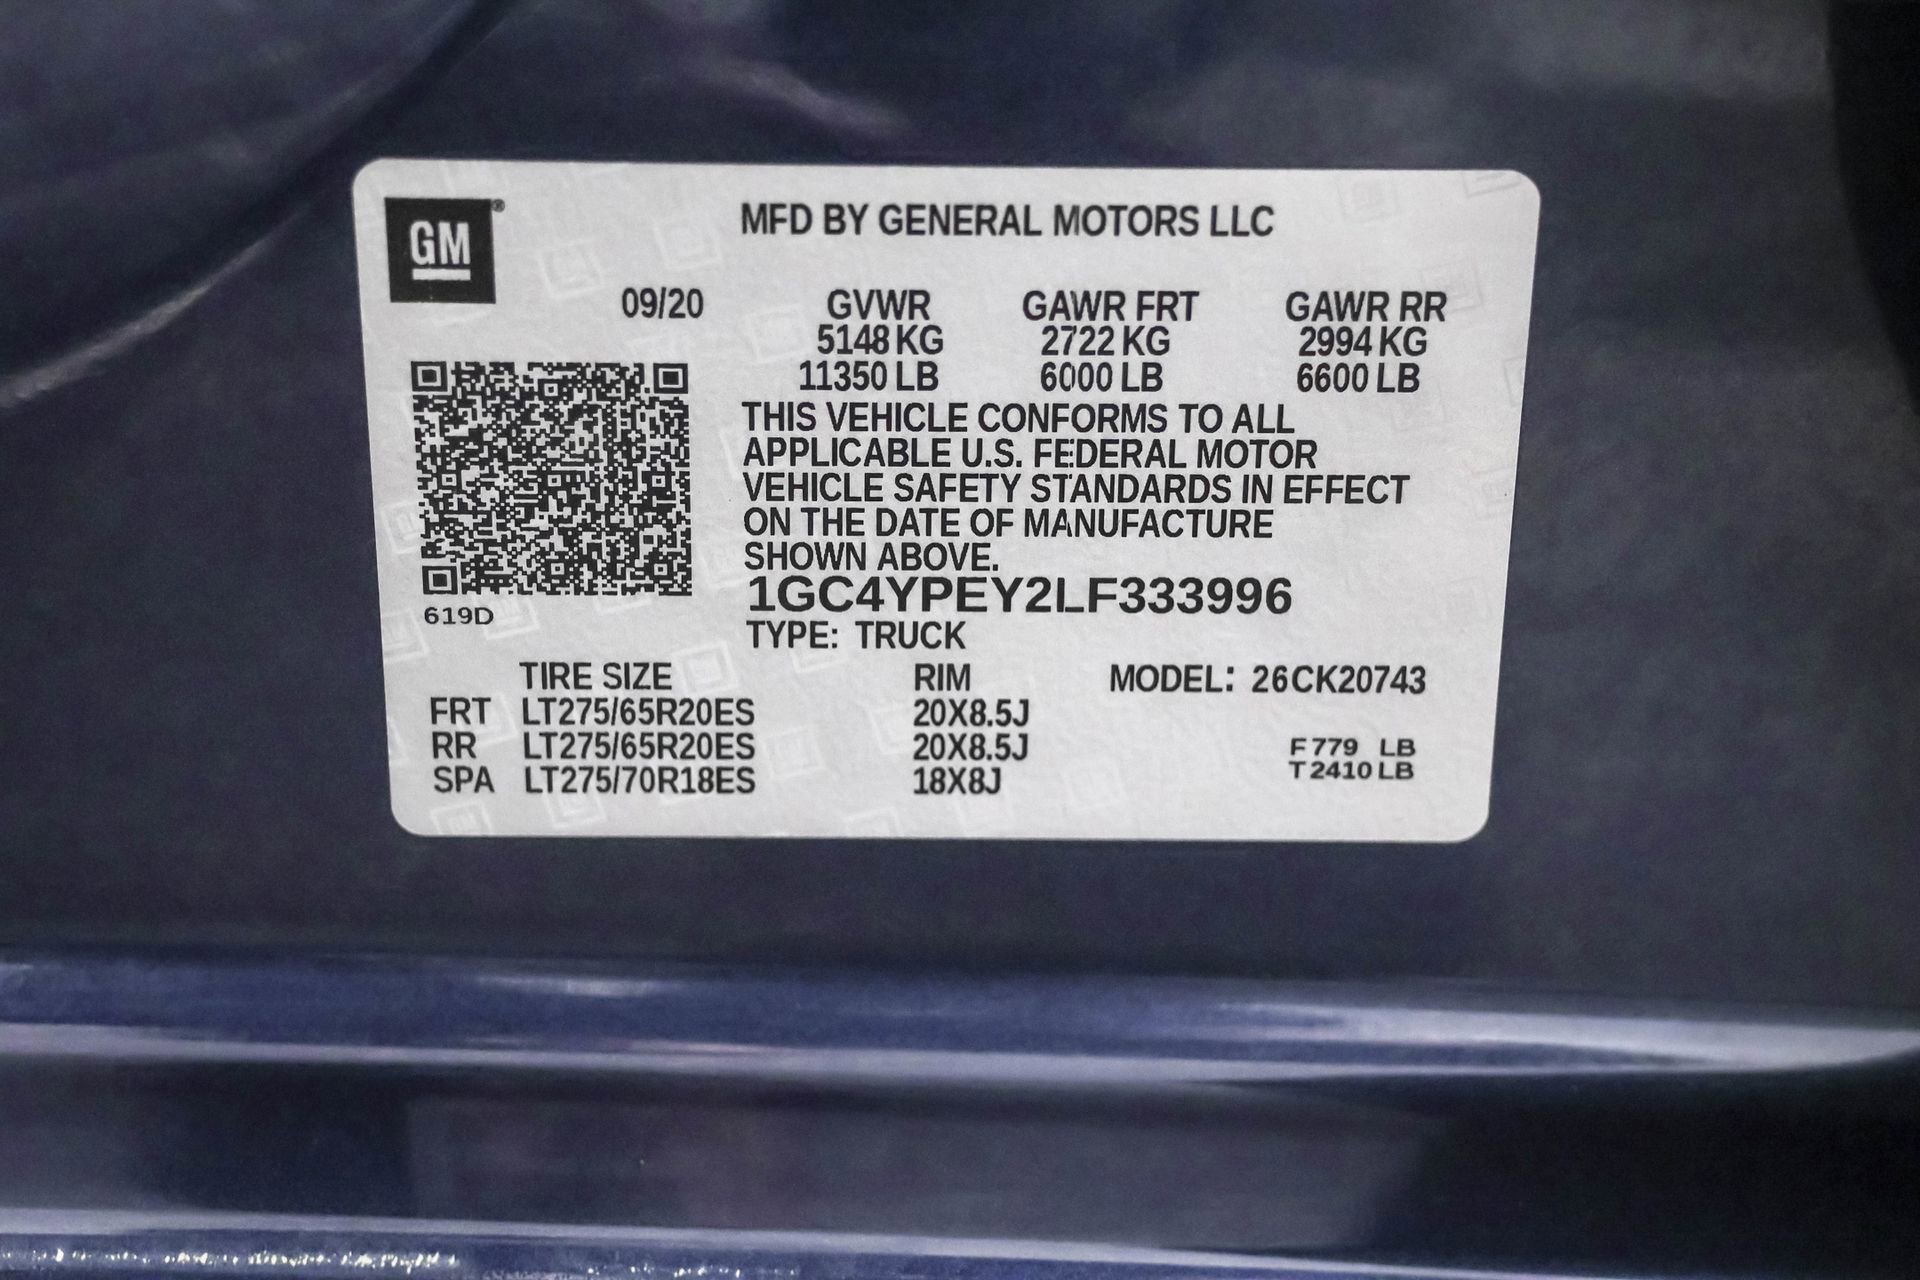 GM®
MFD BY GENERAL MOTORS LLC
09/20 GVWR GAWR FRT GAWR RR
5148 KG 2722 KG 2994 KG
11350 LB 6000 LB 6600 LB
THIS VEHICLE CONFORMS TO ALL
APPLICABLE U.S. FEDERAL MOTOR
VEHICLE SAFETY STANDARDS IN EFFECT
ON THE DATE OF MANUFACTURE
SHOWN ABOVE.
1GC4YPEY2LF333996
619D
TYPE: TRUCK
TIRE SIZE RIM MODEL: 26CK20743
FRT LT275/65R20ES 20X8.5J
RR LT275/65R20ES 20X8.5J F 779 LB
SPA LT275/70R18ES 18X8J T 2410 LB